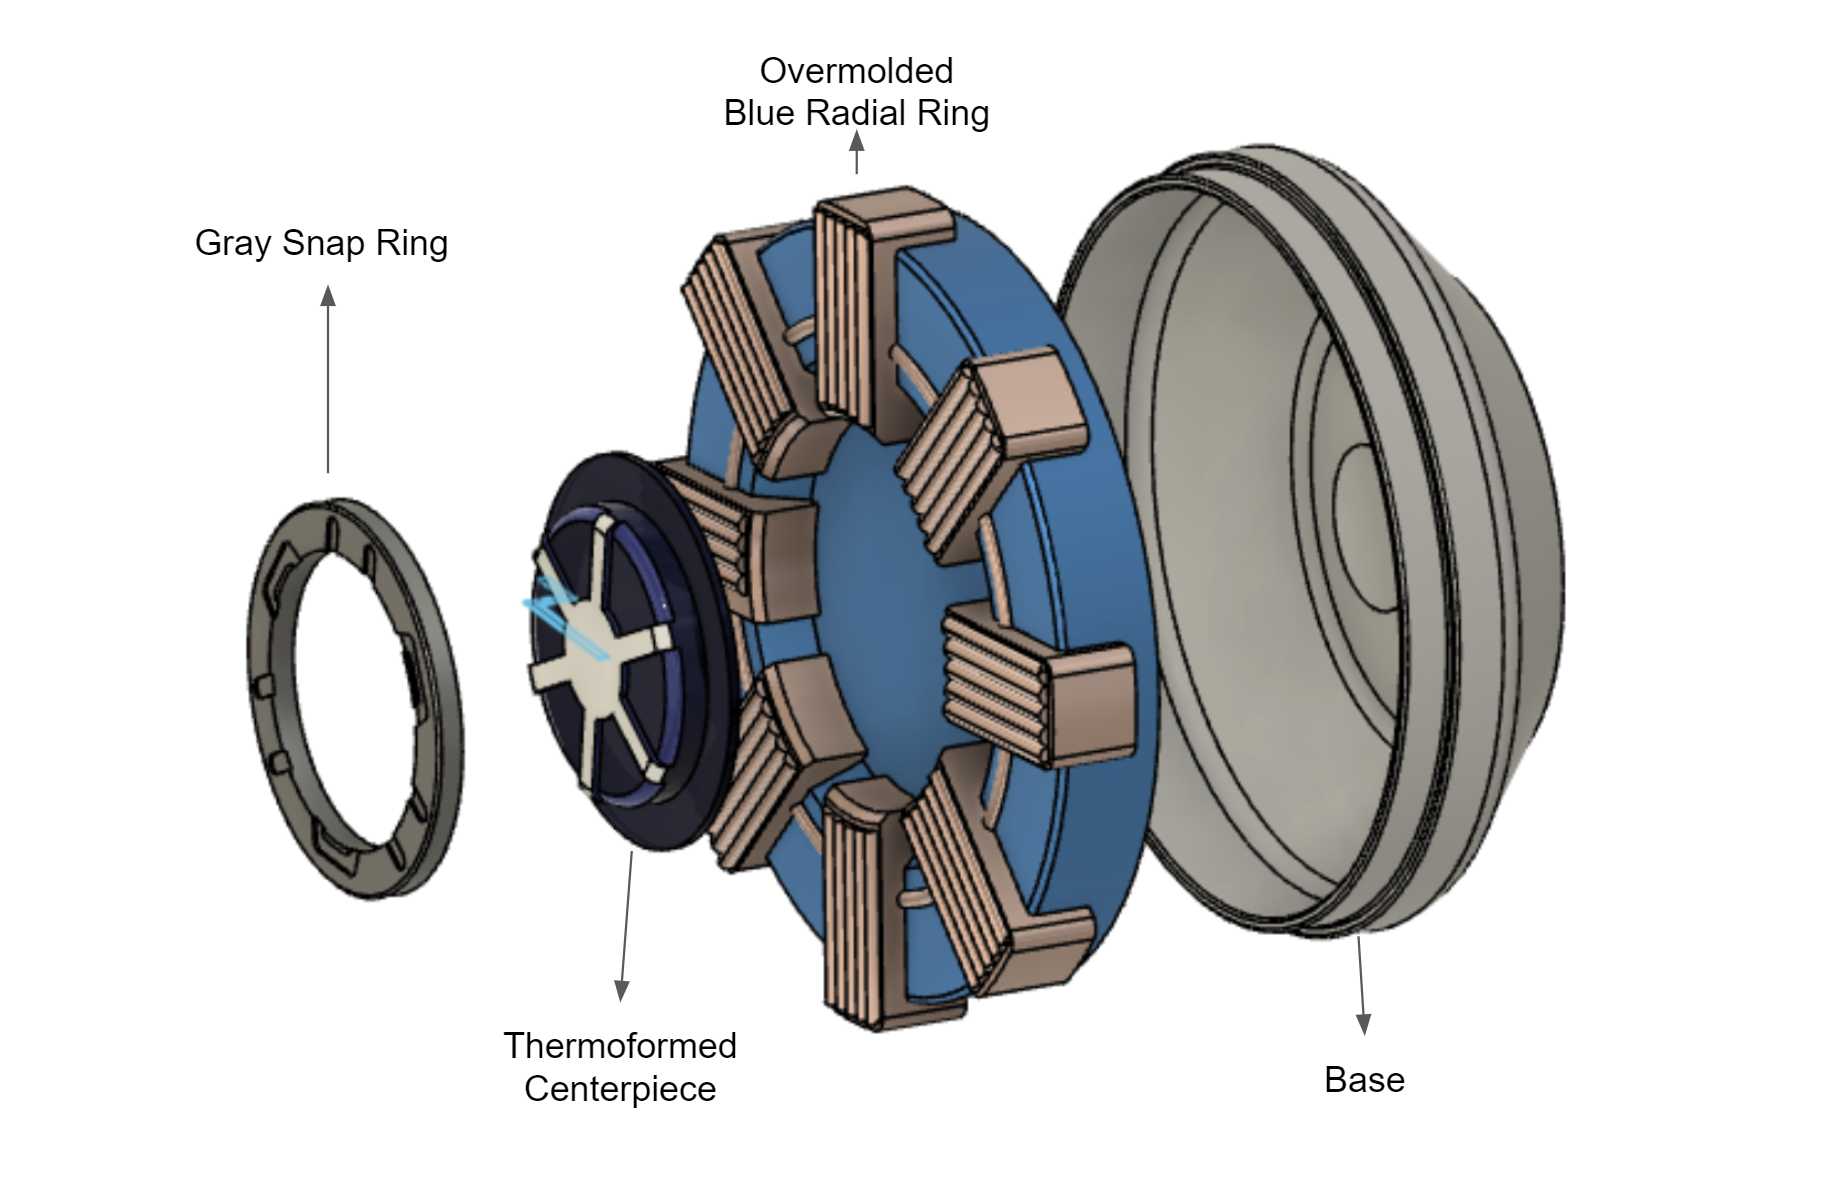 Overmolded
Blue Radial Ring
Gray Snap Ring
Thermoformed
Centerpiece
Base